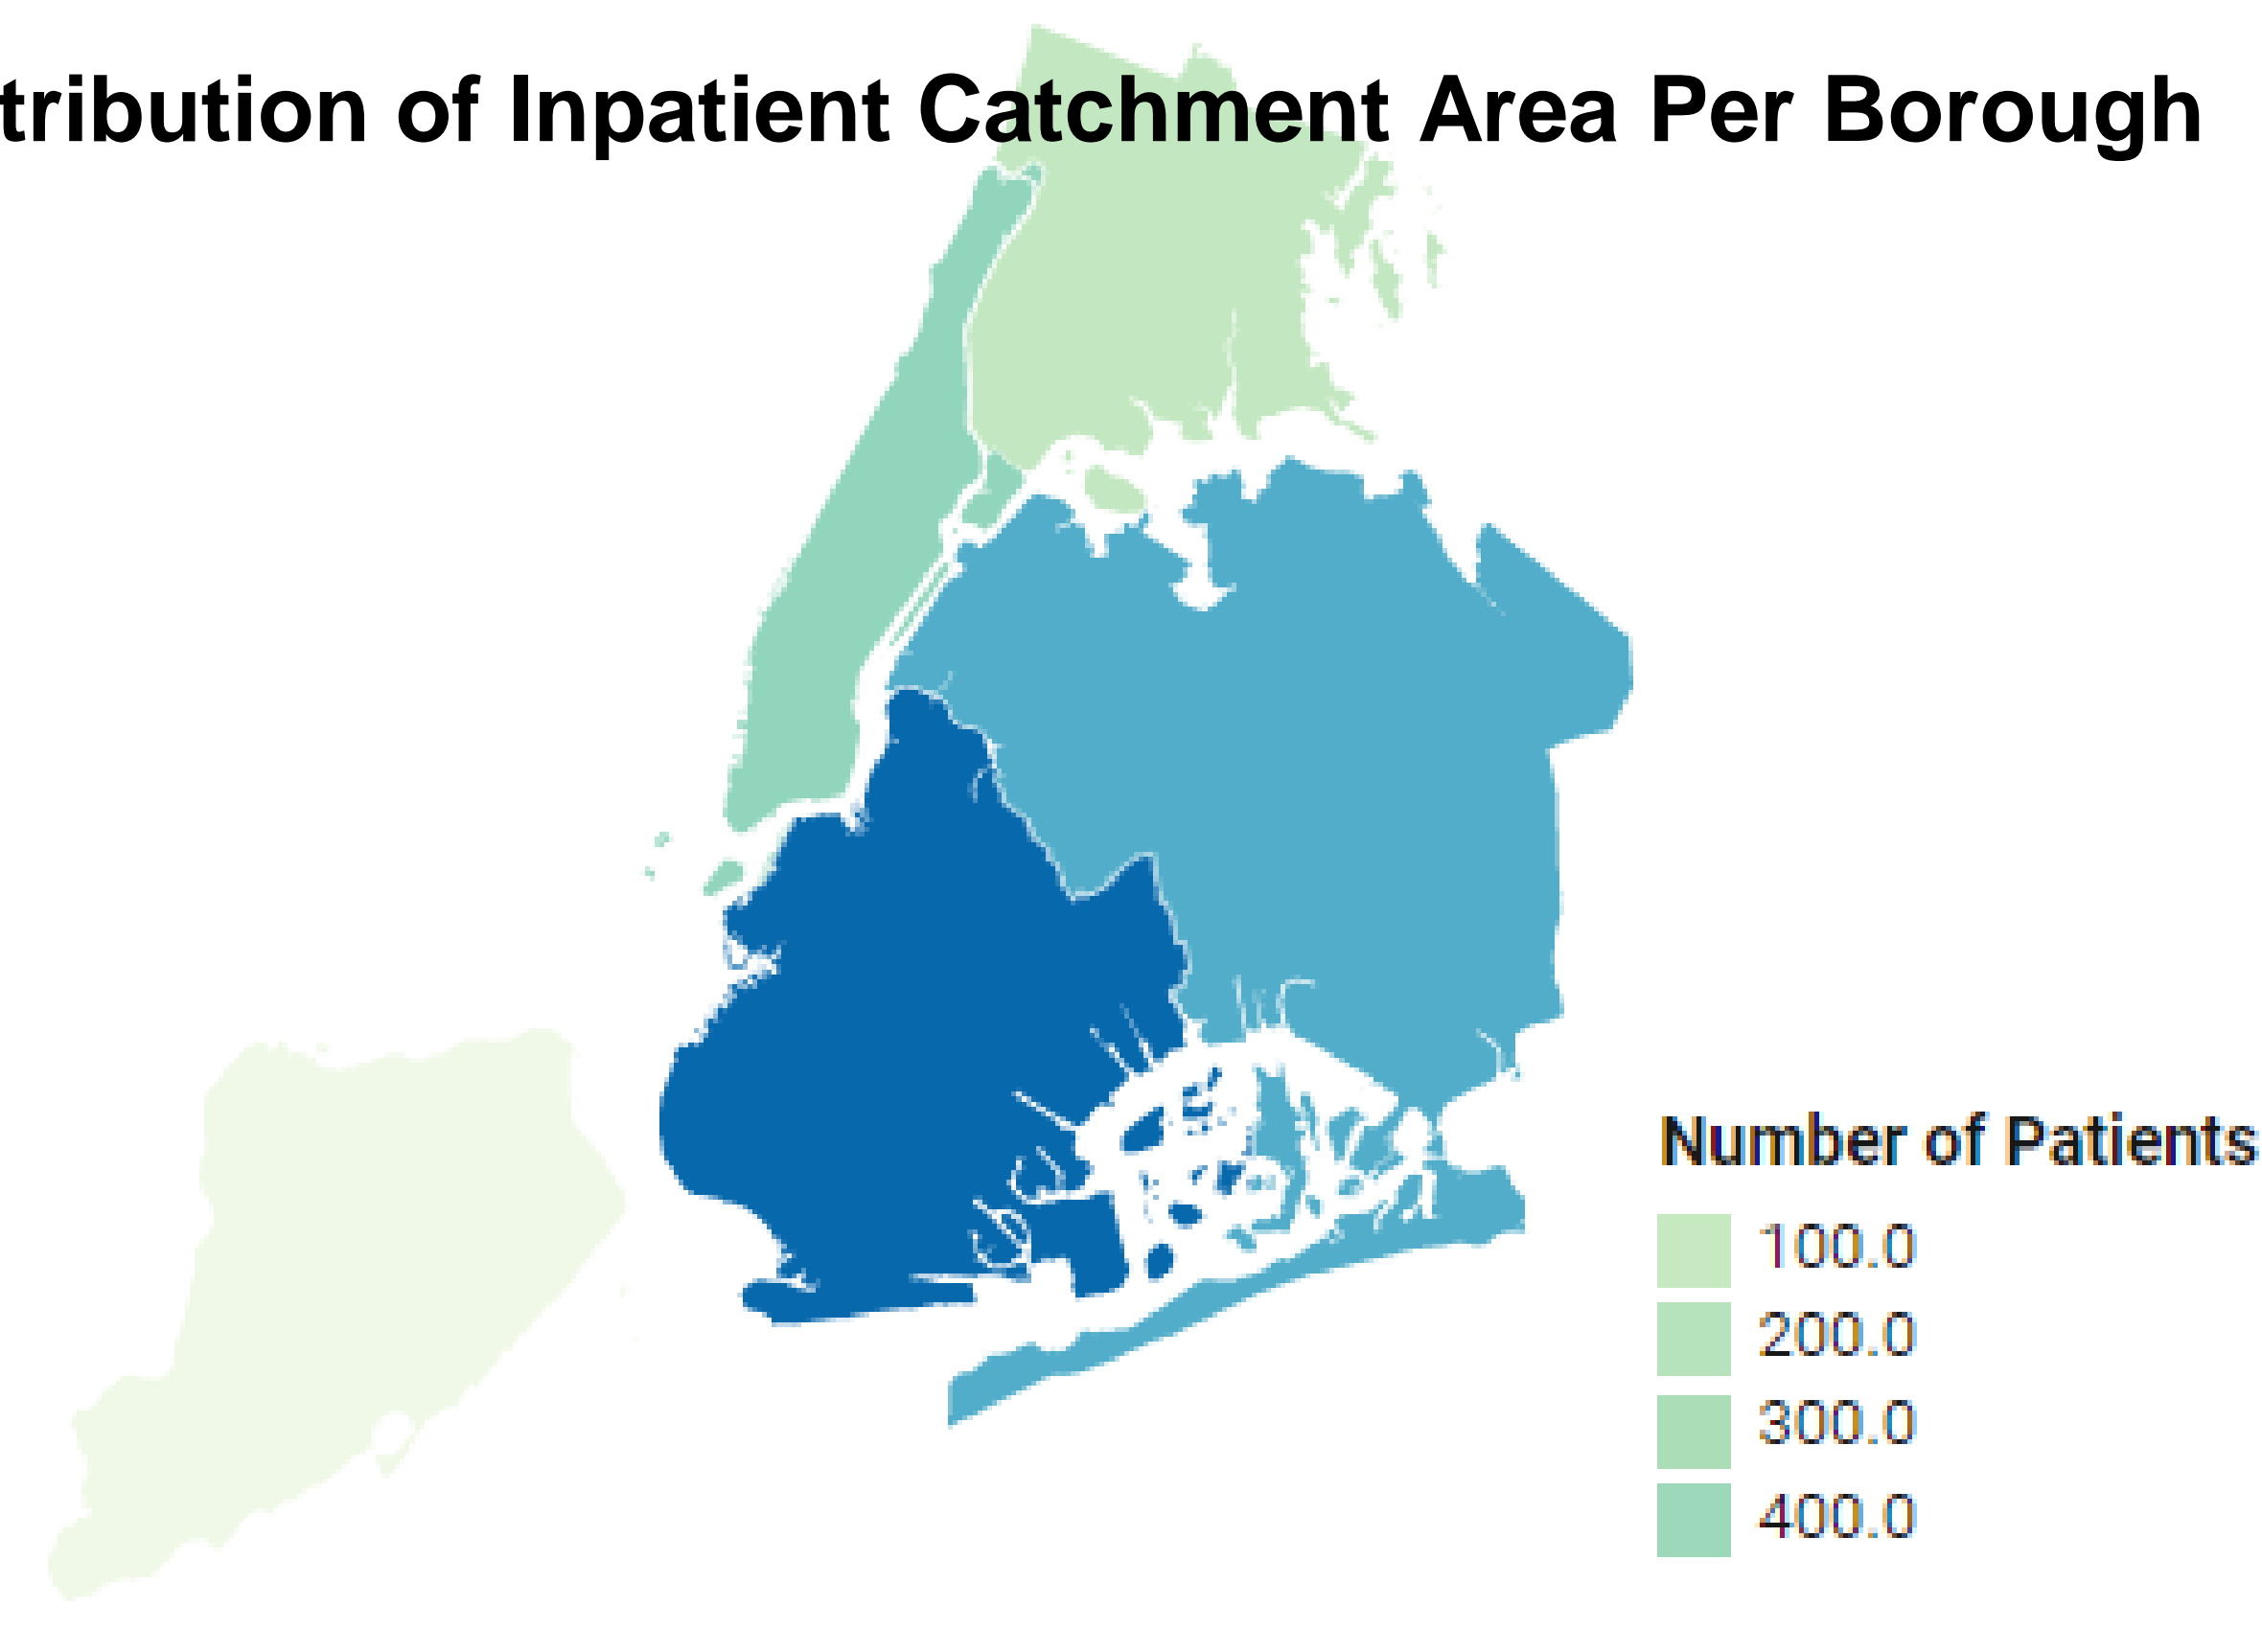 tribution of Inpatient Catchment Area Per Borough
Number of Patients
100.0
200.0
300.0
400.0